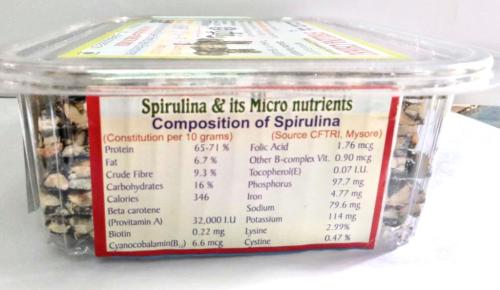 Spirulina & its Micro nutrients
Composition of Spirulina
(Constitution per 10 grams) (Source CFTRI, Mysore)
Protein 65-71 %
Fat 6.7 %
Crude Fibre 9.3 %
Carbohydrates 16 %
Calories 346
Beta carotene
(Provitamin A) 32,000 I.U
Biotin 0.22 mg
Cyanocobalamin(B₁₂) 6.6 mcg
Folic Acid 1.76 mcg
Other B-complex Vit. 0.90 mcg
Tocopherol(E) 0.07 I.U
Phosphorus 97.7 mg
Iron 4.77 mg
Sodium 79.6 mg
Potassium 114 mg
Lysine 2.99%
Cystine 0.47 %